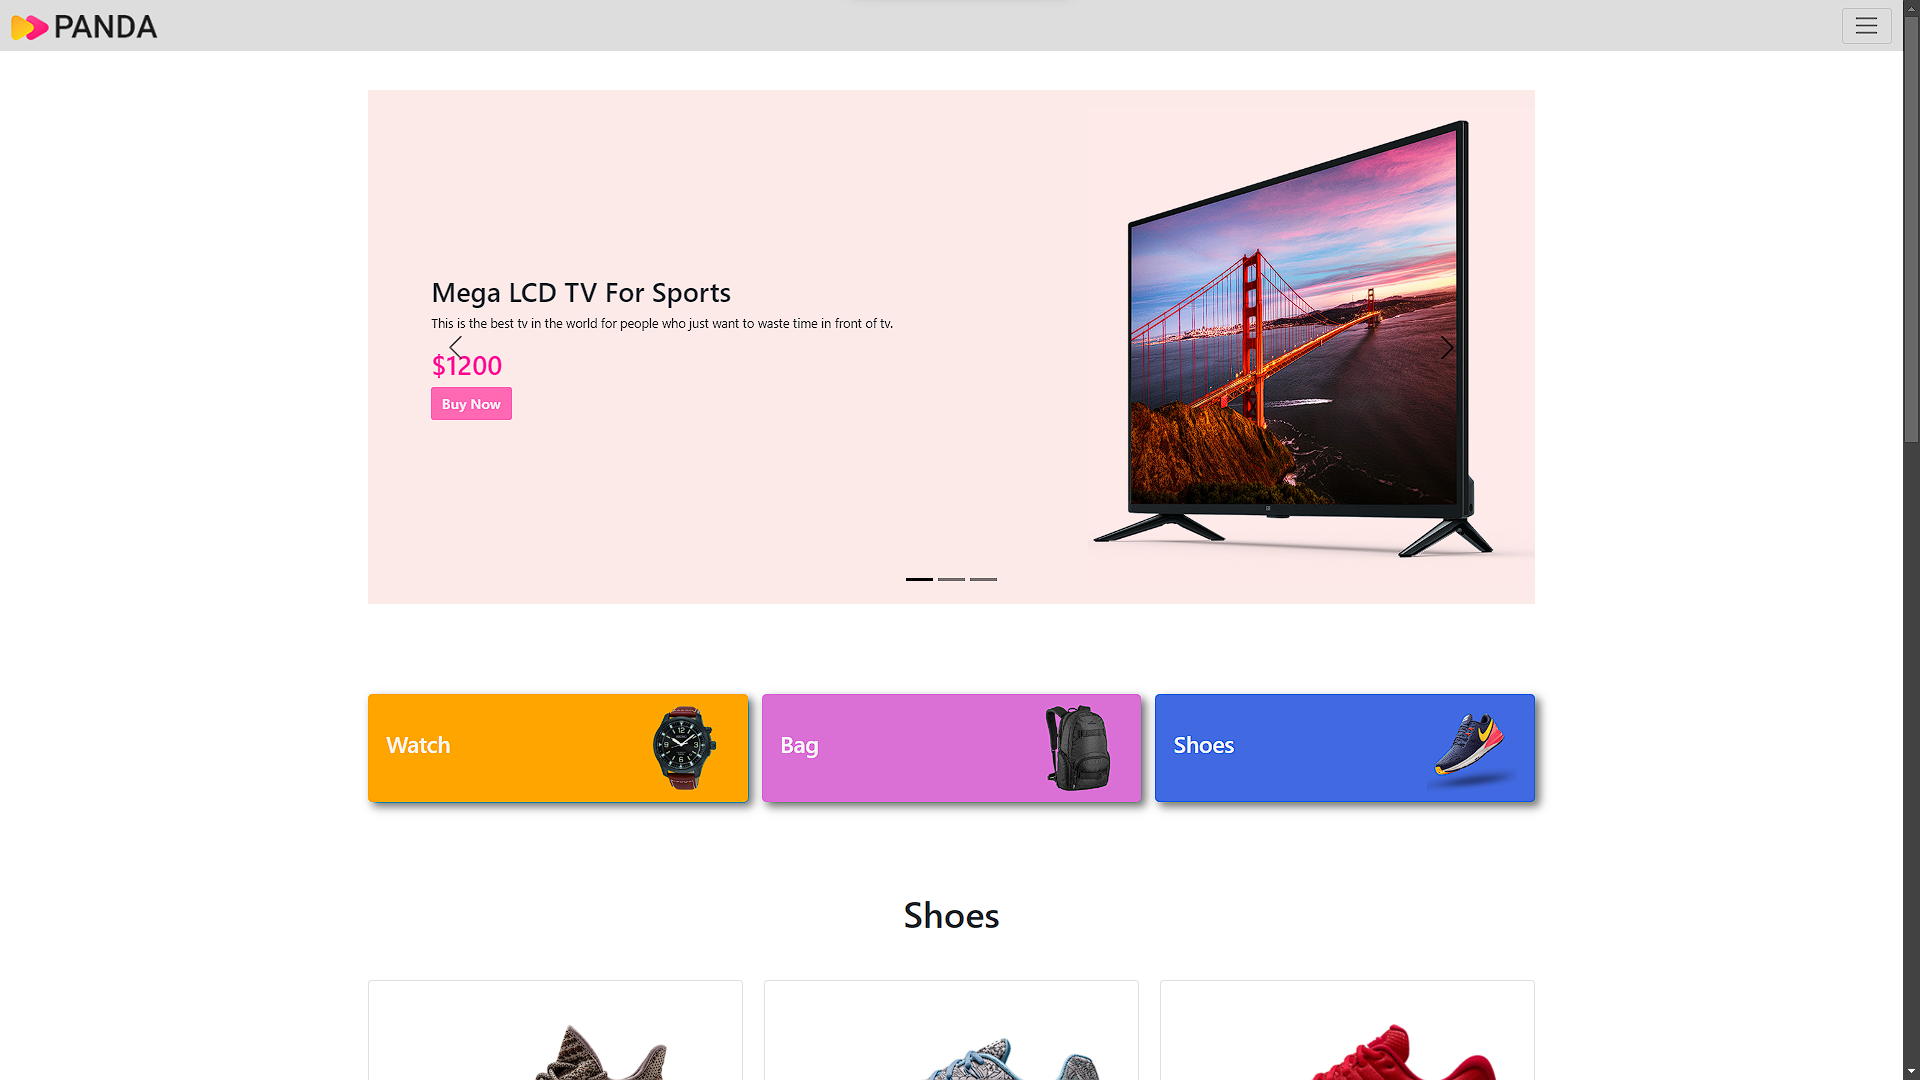 PANDA
Mega LCD TV For Sports
This is the best tv in the world for people who just want to waste time in front of tv.
$1200
Buy Now
Watch
Bag
Shoes
Shoes